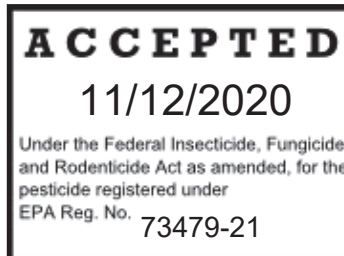 ACCEPTED
11/12/2020
Under the Federal Insecticide, Fungicide
and Rodenticide Act as amended, for the
pesticide registered under
EPA Reg. No. 73479-21